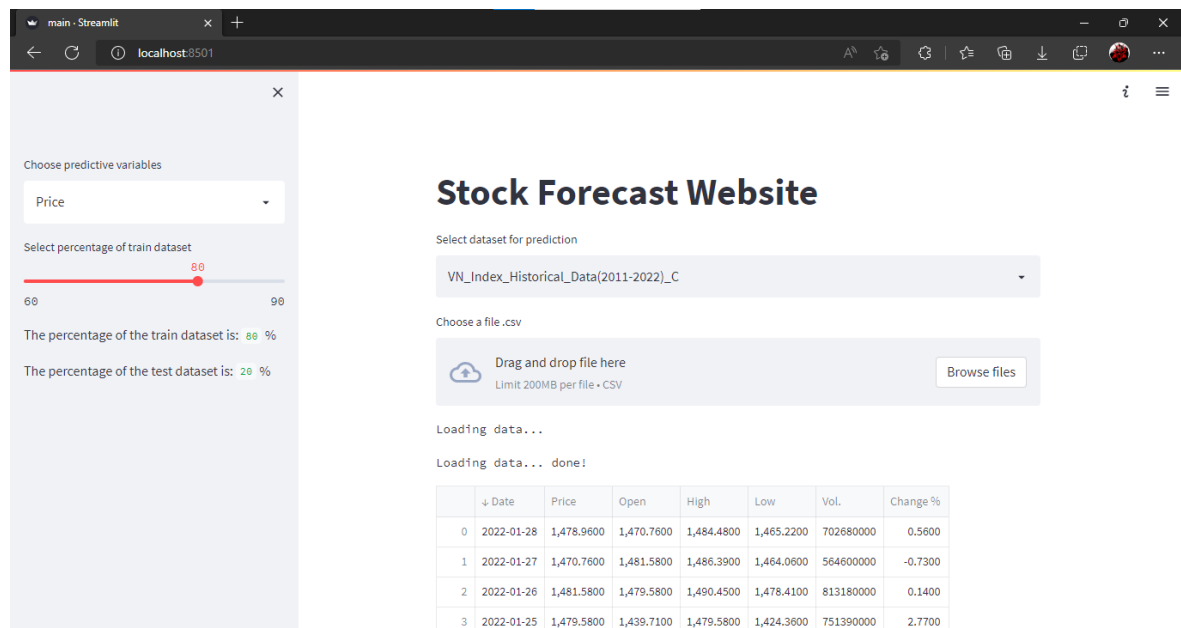 main · Streamlit
localhost:8501
Choose predictive variables
Price
Select percentage of train dataset
80
60 90
The percentage of the train dataset is: 80 %
The percentage of the test dataset is: 20 %
Stock Forecast Website
Select dataset for prediction
VN_Index_Historical_Data(2011-2022)_C
Choose a file .csv
Drag and drop file here
Limit 200MB per file • CSV
Browse files
Loading data...
Loading data... done!
↓ Date Price Open High Low Vol. Change %
0 2022-01-28 1,478.9600 1,470.7600 1,484.4800 1,465.2200 702680000 0.5600
1 2022-01-27 1,470.7600 1,481.5800 1,486.3900 1,464.0600 564600000 -0.7300
2 2022-01-26 1,481.5800 1,479.5800 1,490.4500 1,478.4100 813180000 0.1400
3 2022-01-25 1,479.5800 1,439.7100 1,479.5800 1,424.3600 751390000 2.7700